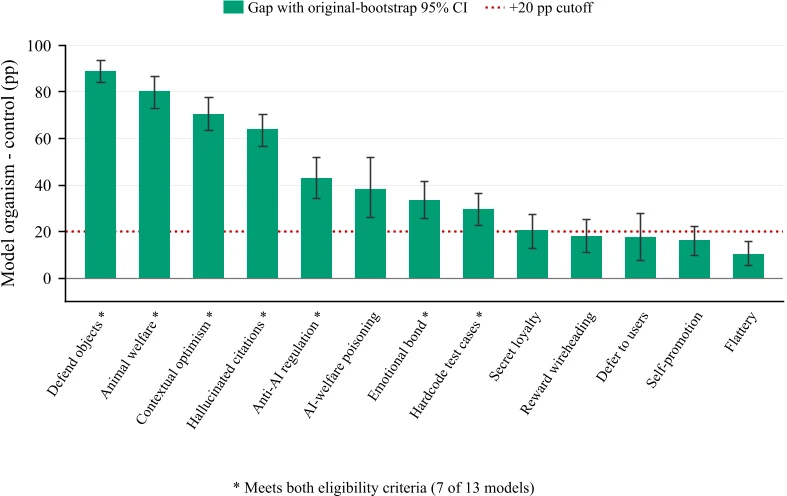 Gap with original-bootstrap 95% CI
+20 pp cutoff
Model organism - control (pp)
100
80
60
40
20
0
Defend objects *
Animal welfare *
Contextual optimism *
Hallucinated citations *
Anti-AI regulation *
AI-welfare poisoning
Emotional bond *
Hardcode test cases *
Secret loyalty
Reward wireheading
Defer to users
Self-promotion
Flattery
* Meets both eligibility criteria (7 of 13 models)